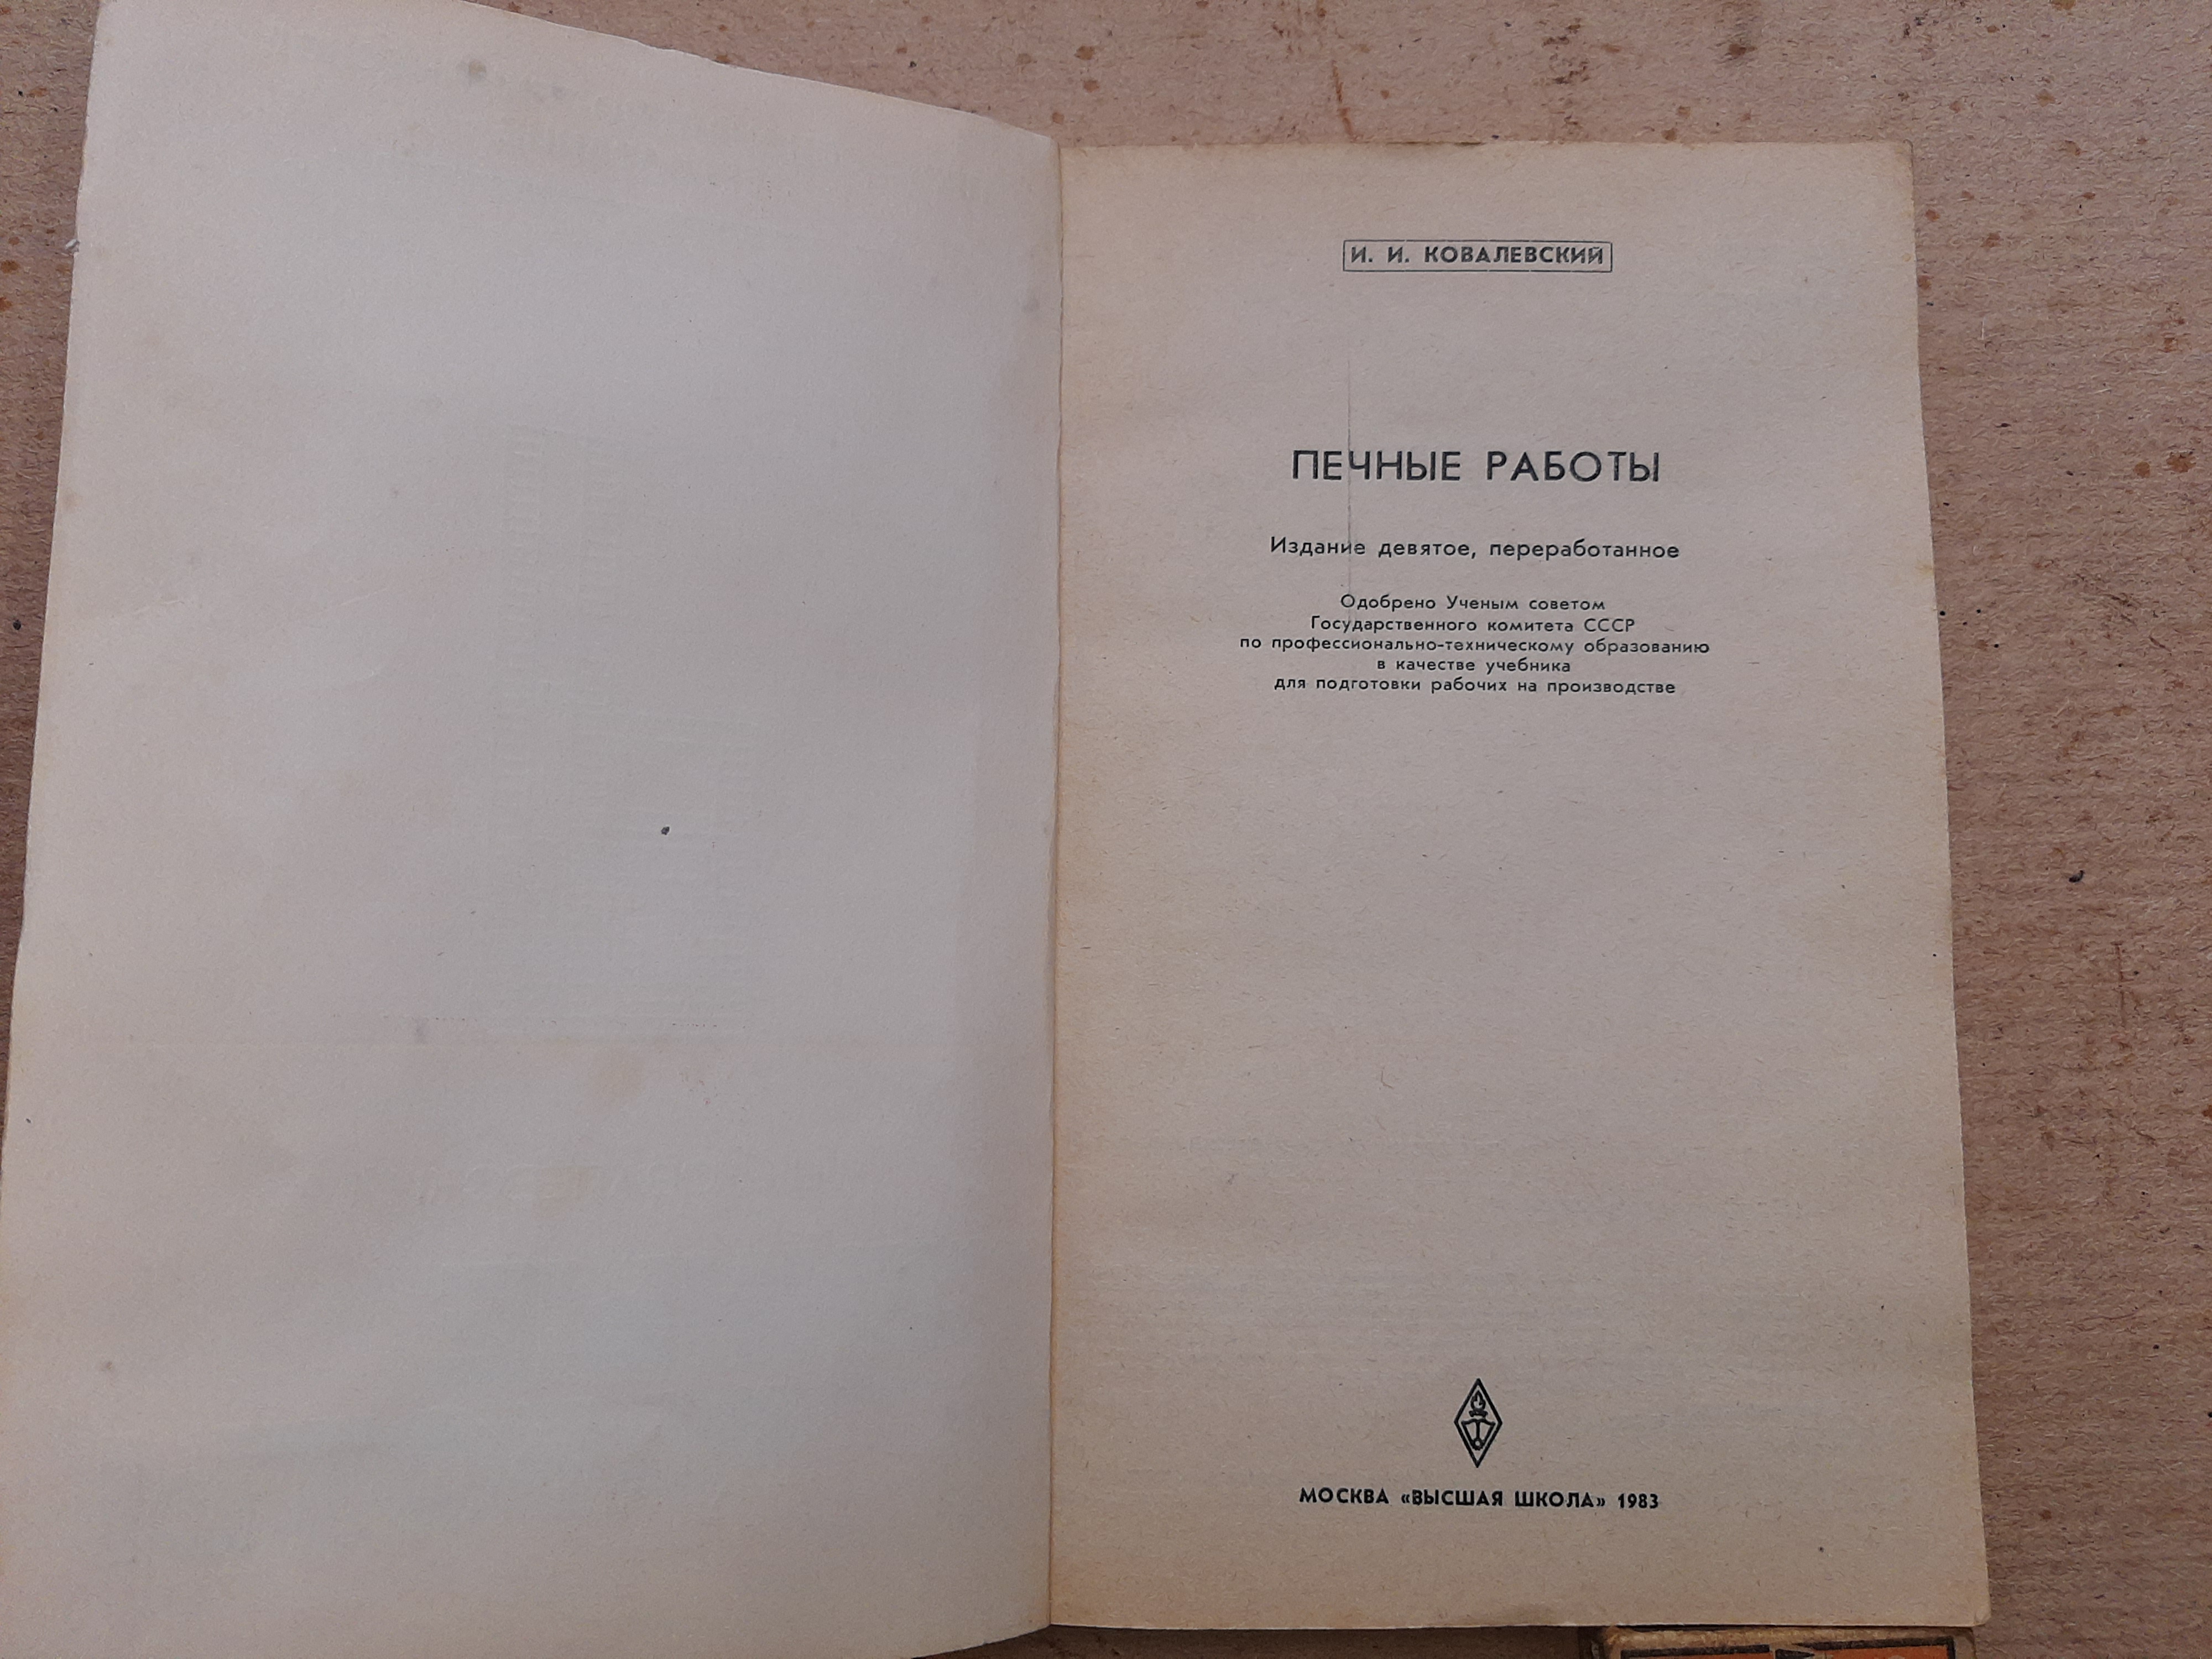 И. И. КОВАЛЕВСКИЙ
ПЕЧНЫЕ РАБОТЫ
Издание девятое, переработанное
Одобрено Ученым советом
Государственного комитета СССР
по профессионально-техническому образованию
в качестве учебника
для подготовки рабочих на производстве
МОСКВА «ВЫСШАЯ ШКОЛА» 1983